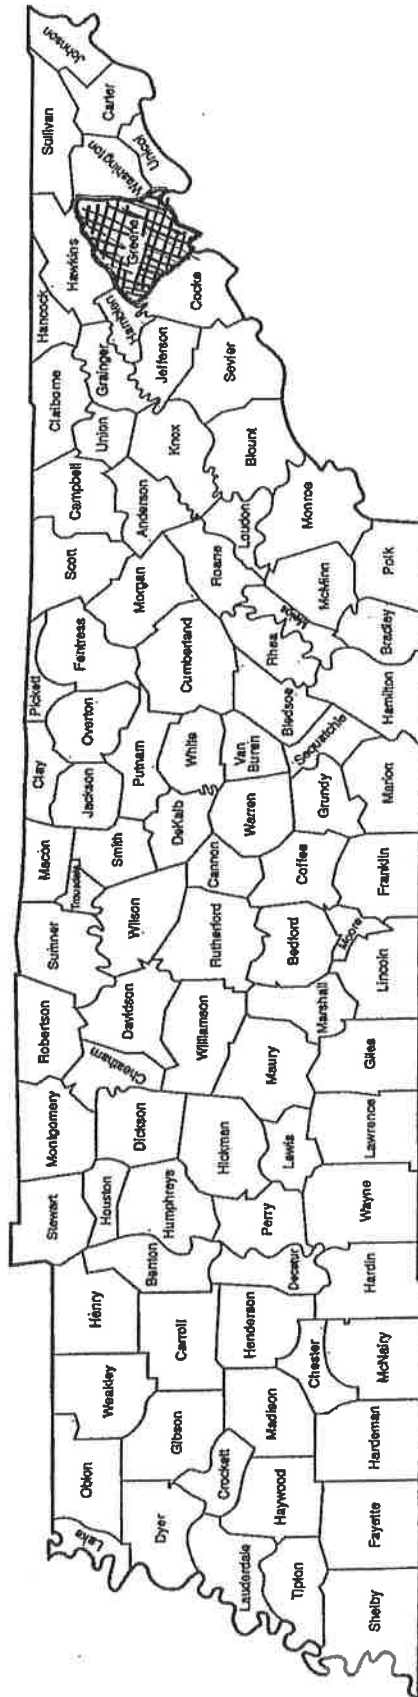 Johnson
Sullivan
Carter
Unicoi
Washington
Greene
Hawkins
Hancock
Hamblen
Cocke
Grainger
Jefferson
Sevier
Claiborne
Union
Knox
Blount
Campbell
Anderson
Loudon
Monroe
Scott
Morgan
Roane
McMinn
Polk
Meigs
Bradley
Rhea
Hamilton
Pickett
Fentress
Cumberland
Bledsoe
Sequatchie
Overton
Clay
Jackson
Putnam
White
Van
Buren
Grundy
Marion
Macon
Trousdale
Smith
DeKalb
Warren
Cannon
Coffee
Franklin
Sumner
Wilson
Rutherford
Bedford
Moore
Lincoln
Robertson
Davidson
Cheatham
Williamson
Marshall
Maury
Giles
Montgomery
Dickson
Hickman
Lewis
Lawrence
Stewart
Houston
Humphreys
Perry
Wayne
Benton
Decatur
Hardin
Henry
Carroll
Henderson
Chester
McNairy
Weakley
Gibson
Madison
Hardeman
Obion
Crockett
Haywood
Fayette
Lake
Dyer
Lauderdale
Tipton
Shelby